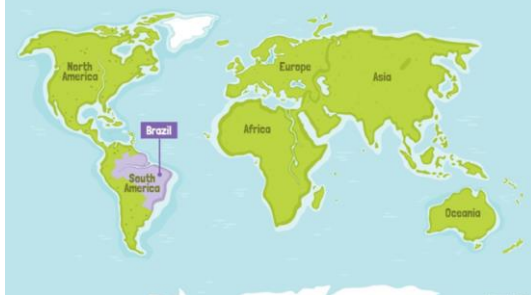 North
America
Europe
Asia
Brazil
Africa
South
America
Oceania